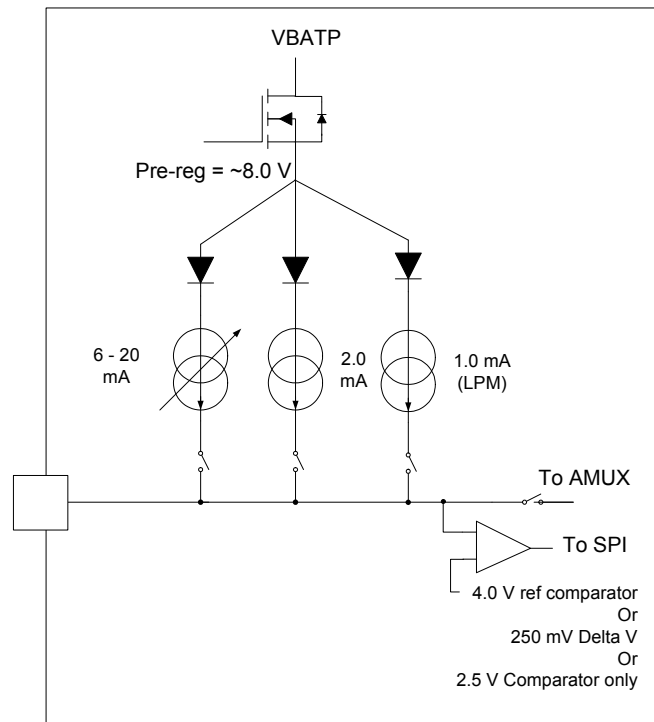 VBATP
Pre-reg = ~8.0 V
6 - 20
mA
2.0
mA
1.0 mA
(LPM)
To AMUX
To SPI
4.0 V ref comparator
Or
250 mV Delta V
Or
2.5 V Comparator only